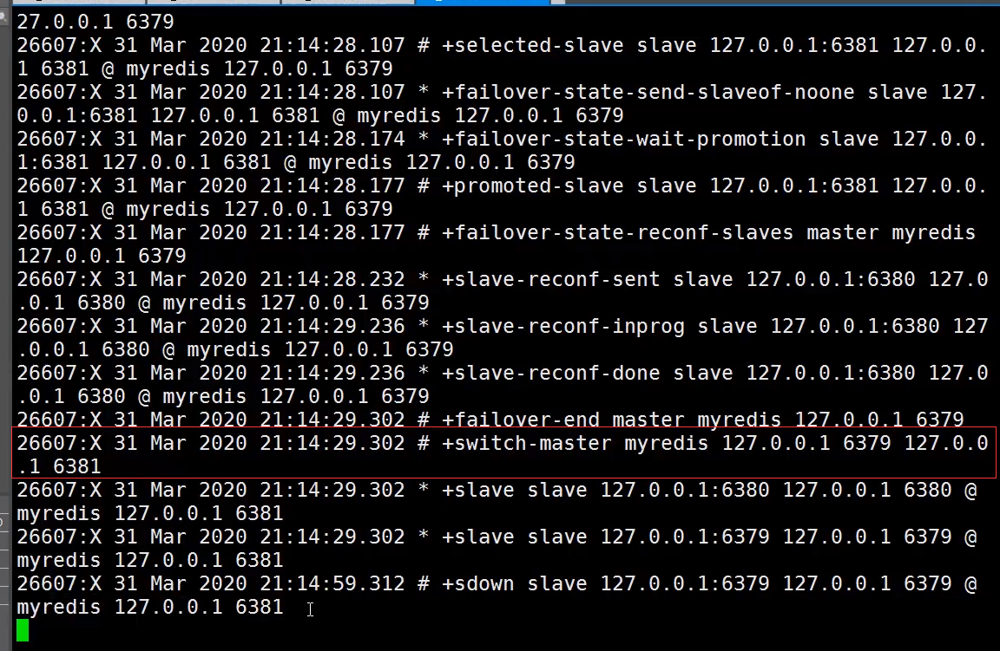 27.0.0.1 6379
26607:X 31 Mar 2020 21:14:28.107 # +selected-slave slave 127.0.0.1:6381 127.0.0.
1 6381 @ myredis 127.0.0.1 6379
26607:X 31 Mar 2020 21:14:28.107 * +failover-state-send-slaveof-noone slave 127.
0.0.1:6381 127.0.0.1 6381 @ myredis 127.0.0.1 6379
26607:X 31 Mar 2020 21:14:28.174 * +failover-state-wait-promotion slave 127.0.0.
1:6381 127.0.0.1 6381 @ myredis 127.0.0.1 6379
26607:X 31 Mar 2020 21:14:28.177 # +promoted-slave slave 127.0.0.1:6381 127.0.0.
1 6381 @ myredis 127.0.0.1 6379
26607:X 31 Mar 2020 21:14:28.177 # +failover-state-reconf-slaves master myredis
127.0.0.1 6379
26607:X 31 Mar 2020 21:14:28.232 * +slave-reconf-sent slave 127.0.0.1:6380 127.0
.0.1 6380 @ myredis 127.0.0.1 6379
26607:X 31 Mar 2020 21:14:29.236 * +slave-reconf-inprog slave 127.0.0.1:6380 127
.0.0.1 6380 @ myredis 127.0.0.1 6379
26607:X 31 Mar 2020 21:14:29.236 * +slave-reconf-done slave 127.0.0.1:6380 127.0
.0.1 6380 @ myredis 127.0.0.1 6379
26607:X 31 Mar 2020 21:14:29.302 # +failover-end master myredis 127.0.0.1 6379
26607:X 31 Mar 2020 21:14:29.302 # +switch-master myredis 127.0.0.1 6379 127.0.0
.1 6381
26607:X 31 Mar 2020 21:14:29.302 * +slave slave 127.0.0.1:6380 127.0.0.1 6380 @
myredis 127.0.0.1 6381
26607:X 31 Mar 2020 21:14:29.302 * +slave slave 127.0.0.1:6379 127.0.0.1 6379 @
myredis 127.0.0.1 6381
26607:X 31 Mar 2020 21:14:59.312 # +sdown slave 127.0.0.1:6379 127.0.0.1 6379 @
myredis 127.0.0.1 6381